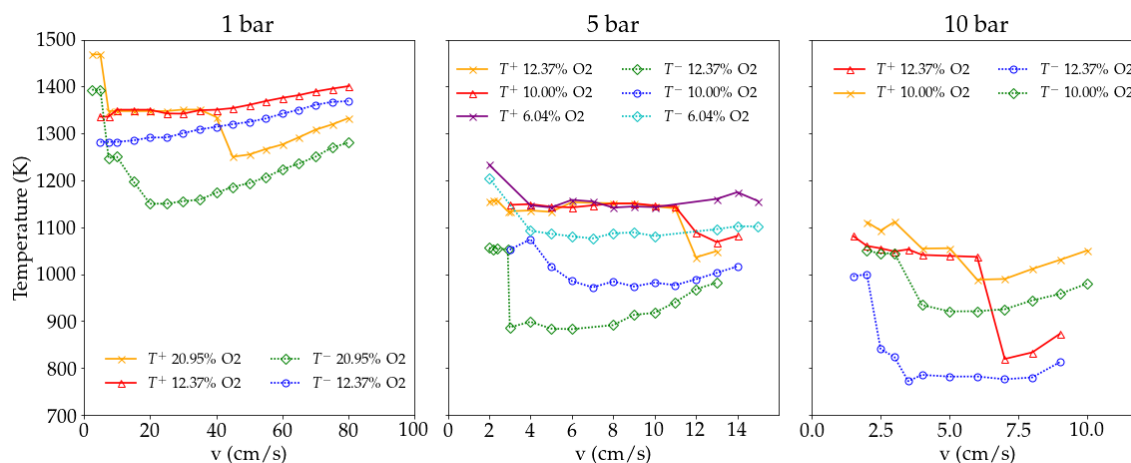 1 bar
5 bar
10 bar
Temperature (K)
1500
1400
1300
1200
1100
1000
900
800
700
T+ 20.95% O2
T− 20.95% O2
T+ 12.37% O2
T− 12.37% O2
0
20
40
60
80
100
v (cm/s)
T+ 12.37% O2
T− 12.37% O2
T+ 10.00% O2
T− 10.00% O2
T+ 6.04% O2
T− 6.04% O2
2
4
6
8
10
12
14
v (cm/s)
T+ 12.37% O2
T− 12.37% O2
T+ 10.00% O2
T− 10.00% O2
0.0
2.5
5.0
7.5
10.0
v (cm/s)